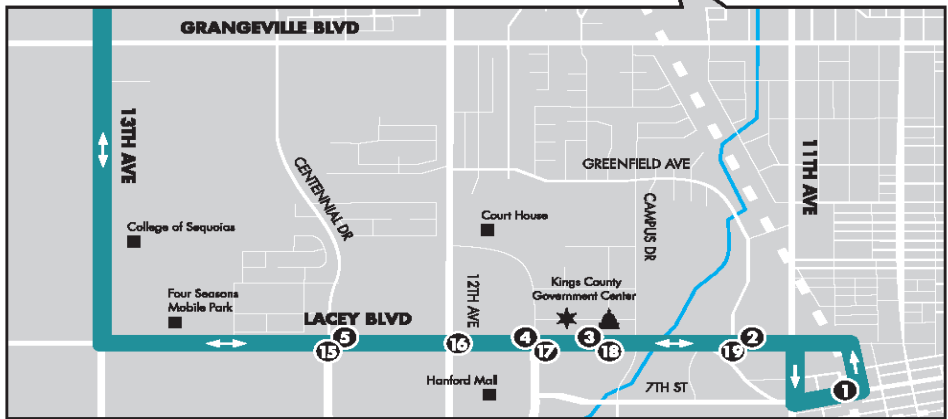 GRANGEVILLE BLVD
13TH AVE
CENTENNIAL DR
GREENFIELD AVE
11TH AVE
College of Sequoias
Court House
CAMPUS DR
Four Seasons
Mobile Park
12TH AVE
Kings County
Government Center
LACEY BLVD
5
15
16
4
17
3
18
2
19
Hanford Mall
7TH ST
1